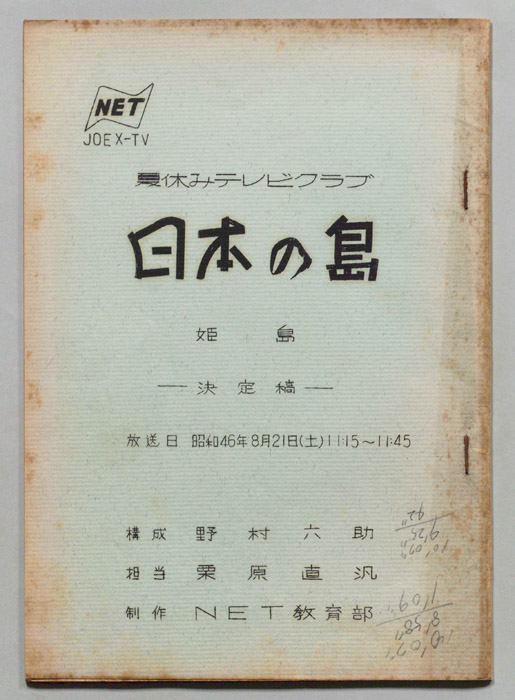 NET
JOEX-TV
夏休みテレビクラブ
日本の島
姫島
―決定稿―
放送日 昭和46年8月21日(土)11:15～11:45
構成 野村六助
担当 栗原直汎
制作 NET教育部